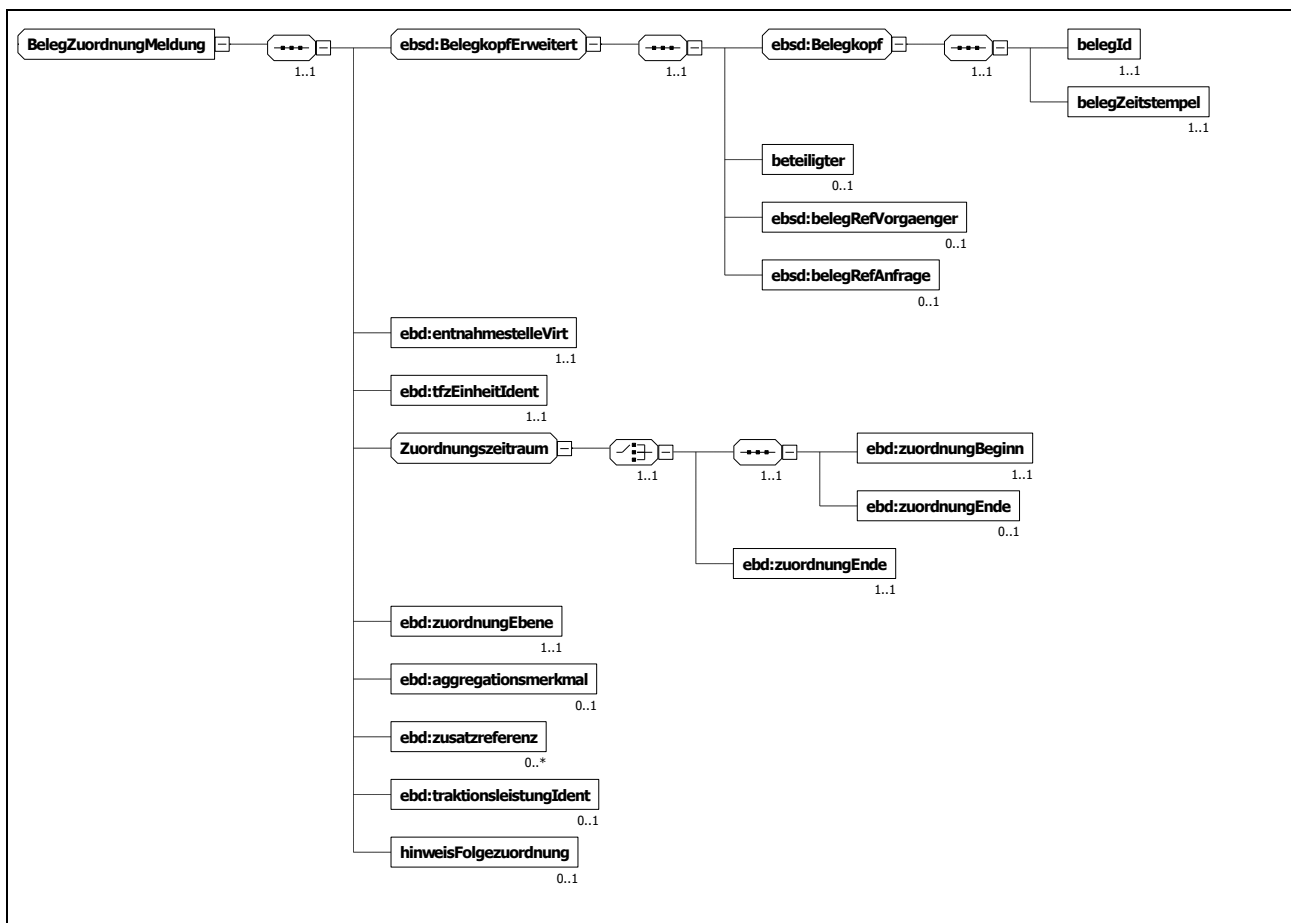 BelegZuordnungMeldung
1..1
ebsd:BelegkopfErweitert
1..1
ebsd:Belegkopf
1..1
belegId
1..1
belegZeitstempel
1..1
beteiligter
0..1
ebsd:belegRefVorgaenger
0..1
ebsd:belegRefAnfrage
0..1
ebd:entnahmestelleVirt
1..1
ebd:tfzEinheitIdent
1..1
Zuordnungszeitraum
1..1
1..1
ebd:zuordnungBeginn
1..1
ebd:zuordnungEnde
0..1
ebd:zuordnungEnde
1..1
ebd:zuordnungEbene
1..1
ebd:aggregationsmerkmal
0..1
ebd:zusatzreferenz
0..*
ebd:traktionsleistungIdent
0..1
hinweisFolgezuordnung
0..1